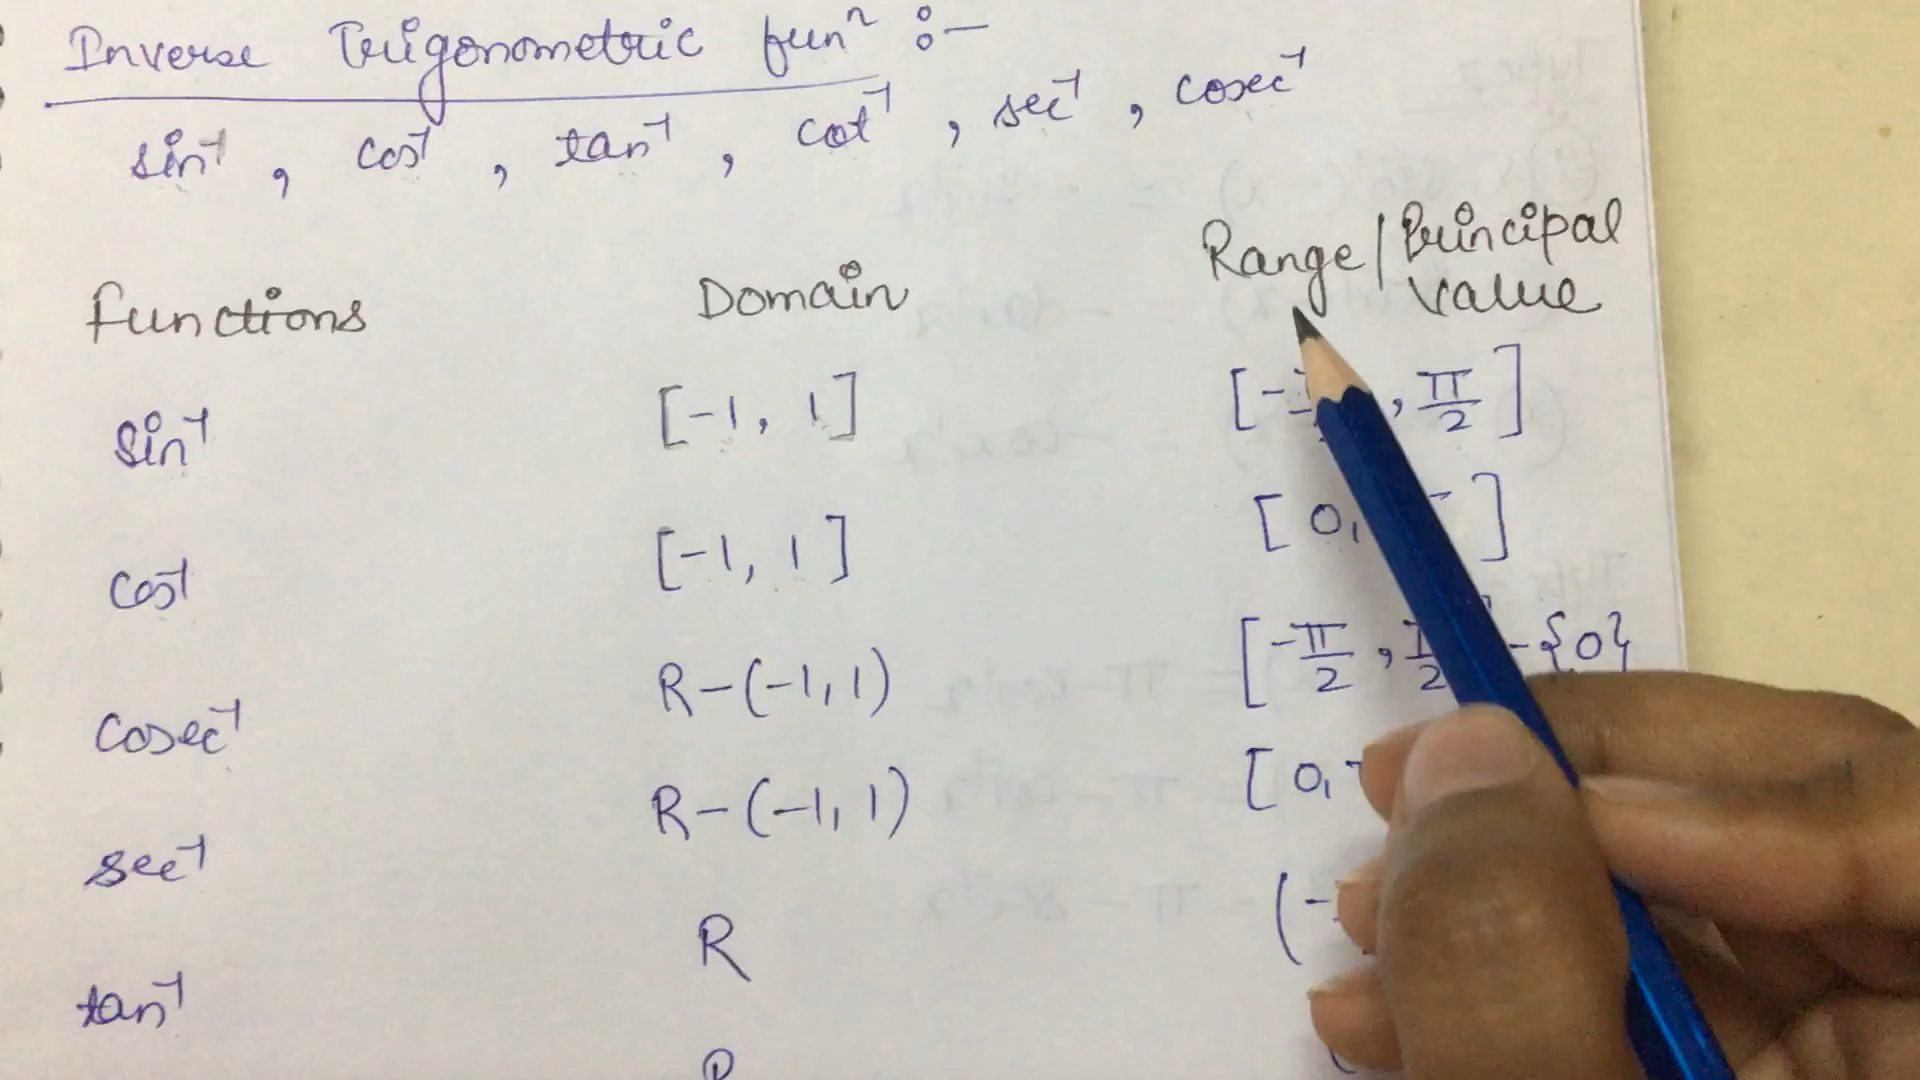 Inverse Trigonometric funⁿ :-
sin⁻¹ , cos⁻¹ , tan⁻¹ , cot⁻¹ , sec⁻¹ , cosec⁻¹
Functions Domain Range/Principal value
sin⁻¹ [-1, 1] [- , π/2]
cos⁻¹ [-1, 1] [0, ]
cosec⁻¹ R-(-1,1) [-π/2, π/2 -{0}
sec⁻¹ R-(-1,1) [0,
tan⁻¹ R (-